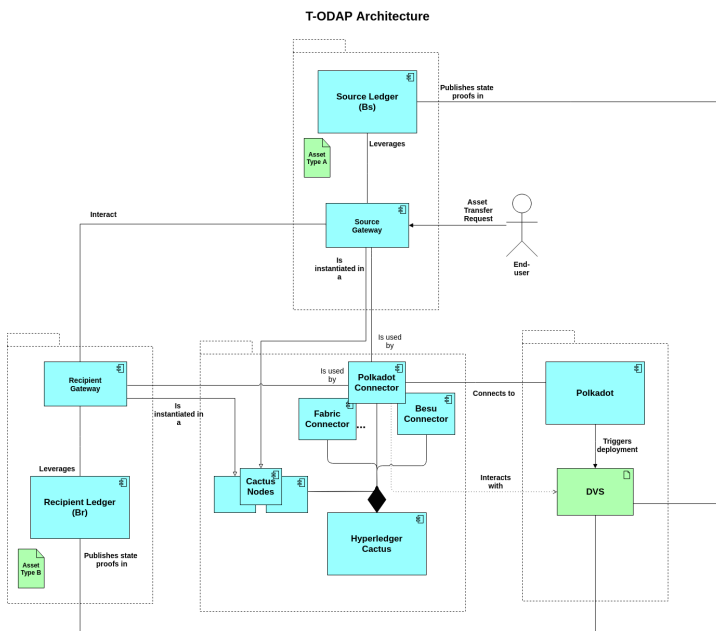 T-ODAP Architecture
Source Ledger
(Bs)
Publishes state
proofs in
Leverages
Asset
Type A
Asset
Transfer
Request
Interact
Source
Gateway
End-
user
Is
instantiated in
a
Is used
by
Is used
by
Recipient
Gateway
Polkadot
Connector
Polkadot
Connects to
Is
instantiated in
a
Fabric
Connector
...
Besu
Connector
Triggers
deployment
Leverages
Cactus
Nodes
Interacts
with
DVS
Recipient Ledger
(Br)
Hyperledger
Cactus
Publishes state
proofs in
Asset
Type B